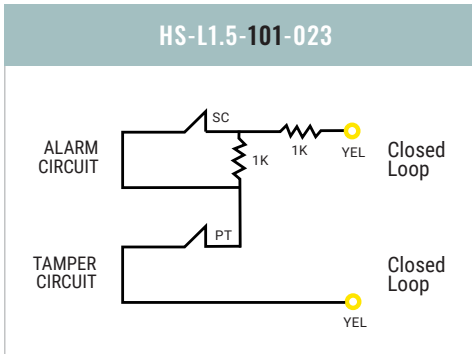 HS-L1.5-101-023
SC
1K
1K
YEL
ALARM
CIRCUIT
Closed
Loop
PT
TAMPER
CIRCUIT
Closed
Loop
YEL